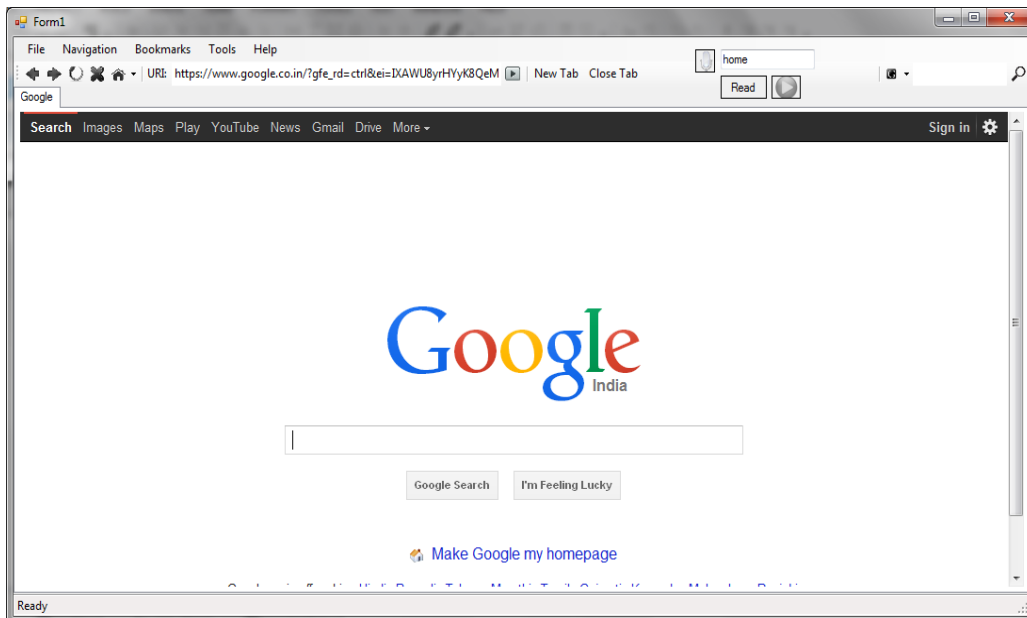 Form1
File Navigation Bookmarks Tools Help
home
URI: https://www.google.co.in/?gfe_rd=ctrl&ei=IXAWU8yrHYyK8QeM New Tab Close Tab
Read
Google
Search Images Maps Play YouTube News Gmail Drive More Sign in
Google
India
Google Search I'm Feeling Lucky
Make Google my homepage
Ready